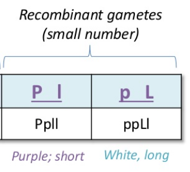 Recombinant gametes
(small number)
P l p L
Ppll ppLl
Purple; short White, long